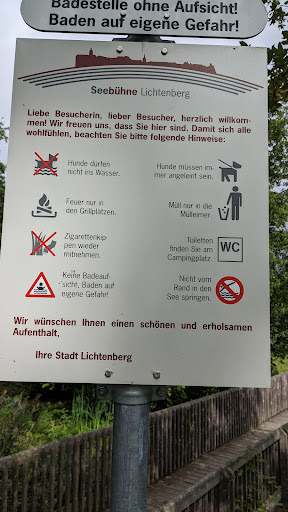 Badestelle ohne Aufsicht!
Baden auf eigene Gefahr!
Seebühne Lichtenberg
Liebe Besucherin, lieber Besucher, herzlich willkom-
men! Wir freuen uns, dass Sie hier sind. Damit sich alle
wohlfühlen, beachten Sie bitte folgende Hinweise:
Hunde dürfen
nicht ins Wasser.
Hunde müssen im-
mer angeleint sein.
Feuer nur in
den Grillplätzen.
Müll nur in die
Mülleimer.
Zigarettenkip-
pen wieder
mitnehmen.
Toiletten
finden Sie am
Campingplatz.
WC
Keine Badeauf-
sicht, Baden auf
eigene Gefahr!
Nicht vom
Rand in den
See springen.
Wir wünschen Ihnen einen schönen und erholsamen
Aufenthalt,
Ihre Stadt Lichtenberg